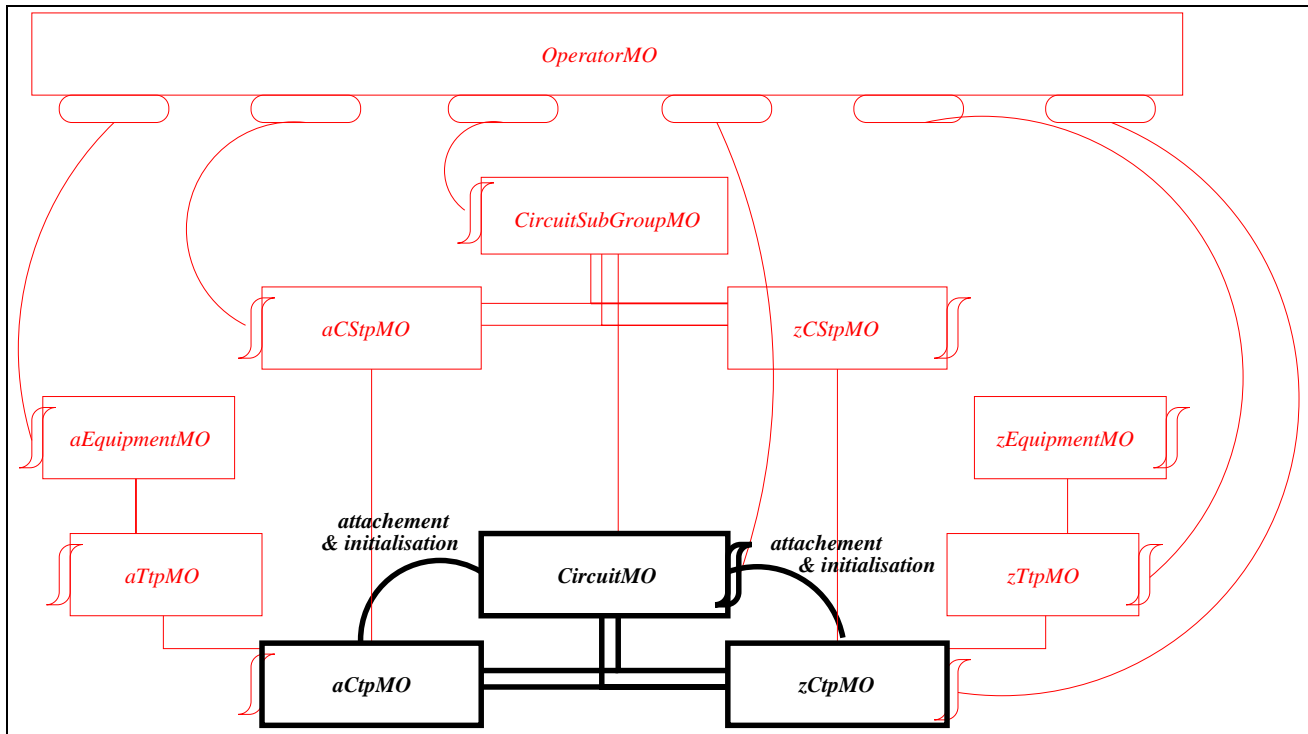 OperatorMO
CircuitSubGroupMO
aCStpMO
zCStpMO
aEquipmentMO
zEquipmentMO
attachement
& initialisation
attachement
& initialisation
aTtpMO
CircuitMO
zTtpMO
aCtpMO
zCtpMO